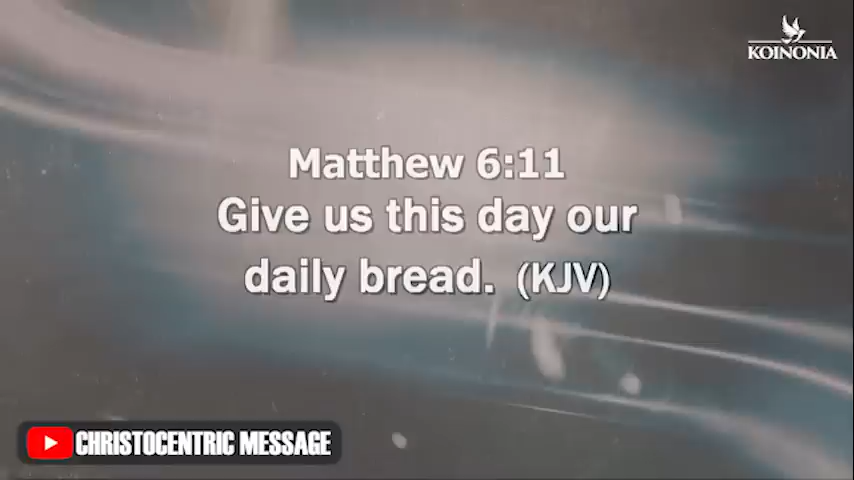 KOINONIA
Matthew 6:11
Give us this day our
daily bread. (KJV)
CHRISTOCENTRIC MESSAGE